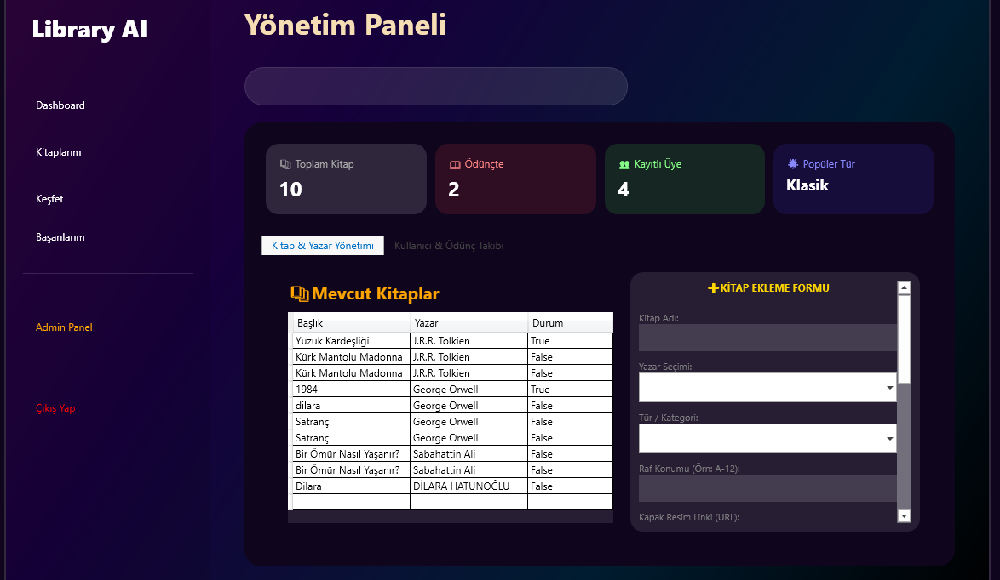 Library AI
Yönetim Paneli
Dashboard
Kitaplarım
Keşfet
Başarılarım
Admin Panel
Çıkış Yap
Toplam Kitap
10
Ödünçte
2
Kayıtlı Üye
4
Popüler Tür
Klasik
Kitap & Yazar Yönetimi
Kullanıcı & Ödünç Takibi
Mevcut Kitaplar
Başlık Yazar Durum
Yüzük Kardeşliği J.R.R. Tolkien True
Kürk Mantolu Madonna J.R.R. Tolkien False
Kürk Mantolu Madonna J.R.R. Tolkien False
1984 George Orwell True
dilara George Orwell False
Satranç George Orwell False
Satranç George Orwell False
Bir Ömür Nasıl Yaşanır? Sabahattin Ali False
Bir Ömür Nasıl Yaşanır? Sabahattin Ali False
Dilara DİLARA HATUNOĞLU False
KİTAP EKLEME FORMU
Kitap Adı:
Yazar Seçimi:
Tür / Kategori:
Raf Konumu (Örn: A-12):
Kapak Resim Linki (URL):